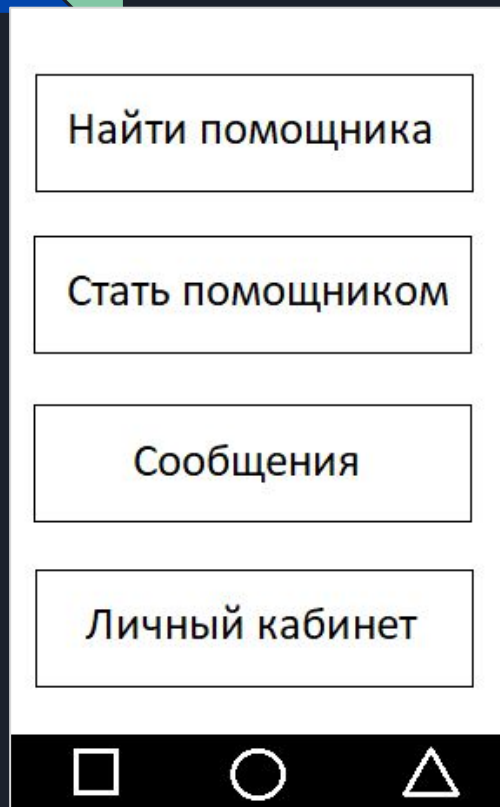 Найти помощника
Стать помощником
Сообщения
Личный кабинет